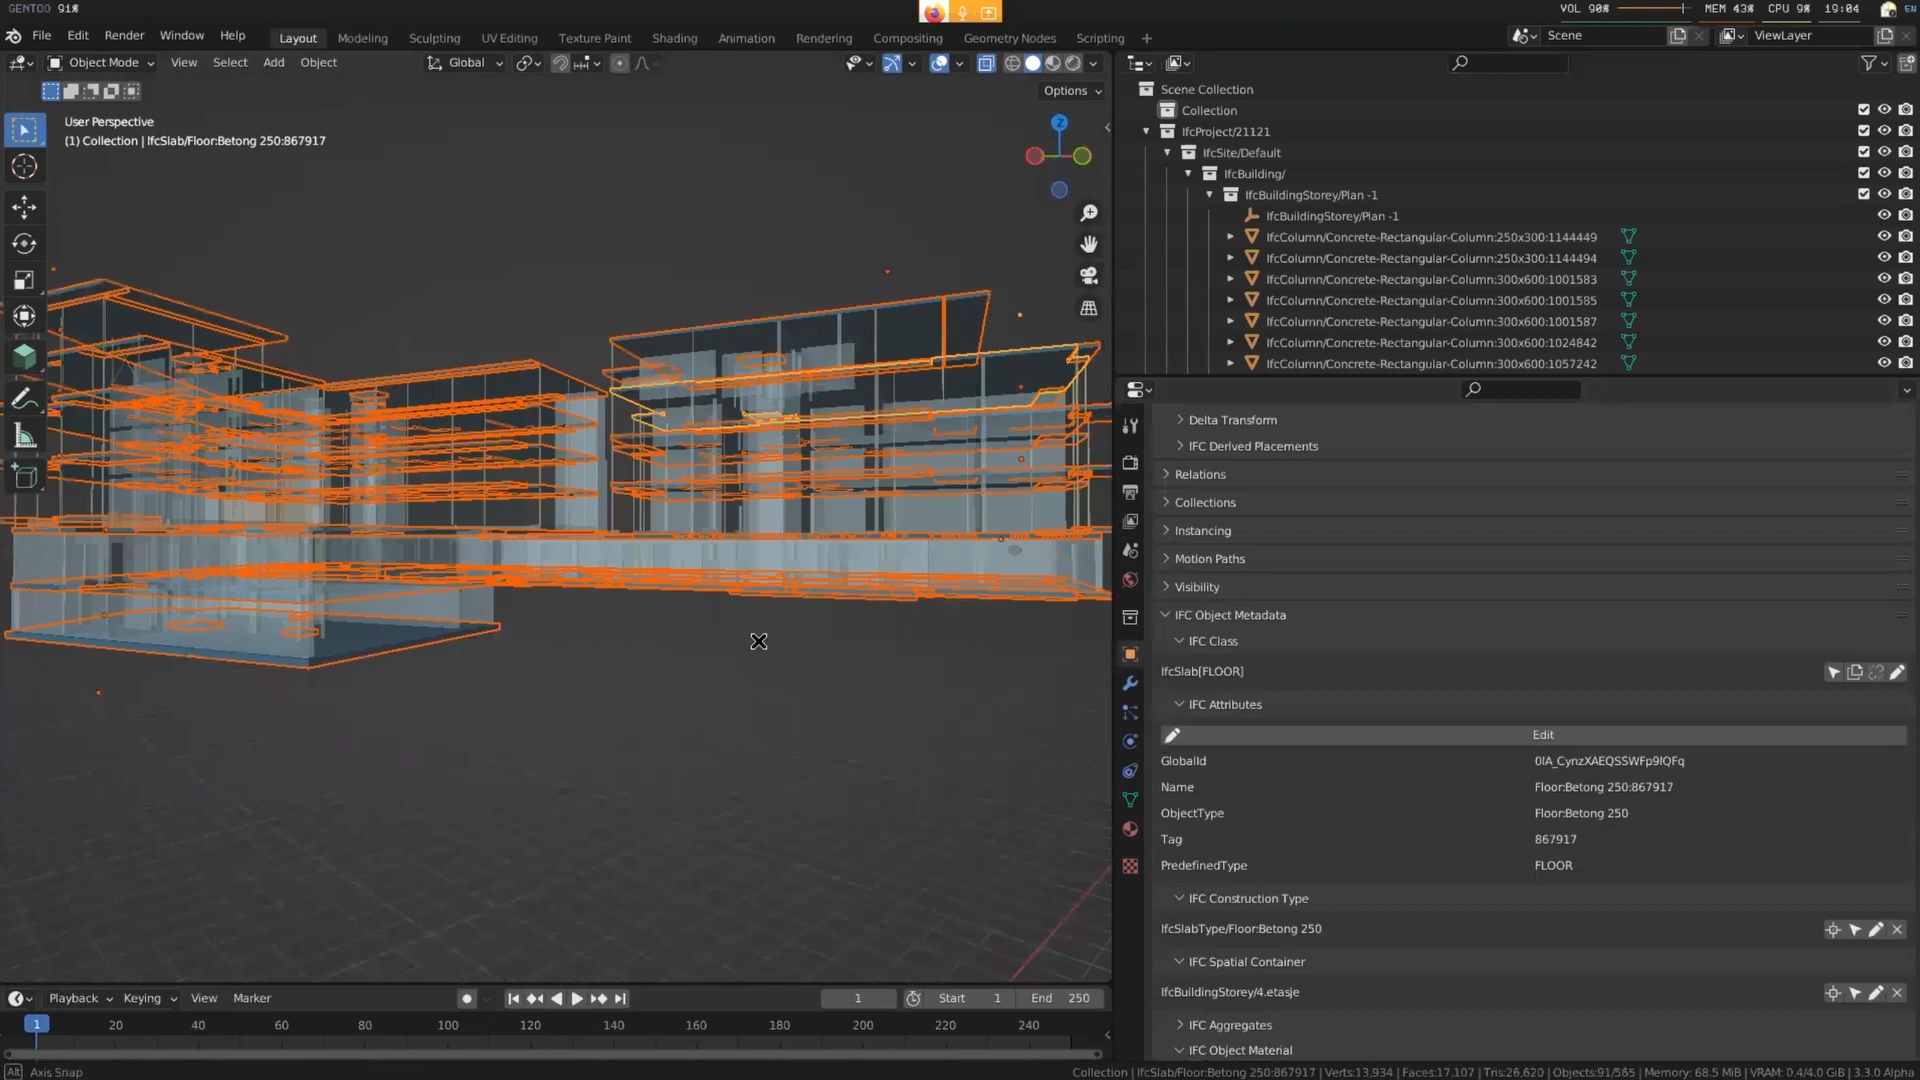 GENTOO 91%
VOL 90%
MEM 43%
CPU 9%
19:04
EN
File Edit Render Window Help
Layout Modeling Sculpting UV Editing Texture Paint Shading Animation Rendering Compositing Geometry Nodes Scripting +
Scene
ViewLayer
Object Mode View Select Add Object
Global
Options
User Perspective
(1) Collection | IfcSlab/Floor:Betong 250:867917
Z
Scene Collection
Collection
IfcProject/21121
IfcSite/Default
IfcBuilding/
IfcBuildingStorey/Plan -1
IfcBuildingStorey/Plan -1
IfcColumn/Concrete-Rectangular-Column:250x300:1144449
IfcColumn/Concrete-Rectangular-Column:250x300:1144494
IfcColumn/Concrete-Rectangular-Column:300x600:1001583
IfcColumn/Concrete-Rectangular-Column:300x600:1001585
IfcColumn/Concrete-Rectangular-Column:300x600:1001587
IfcColumn/Concrete-Rectangular-Column:300x600:1024842
IfcColumn/Concrete-Rectangular-Column:300x600:1057242
Delta Transform
IFC Derived Placements
Relations
Collections
Instancing
Motion Paths
Visibility
IFC Object Metadata
IFC Class
IfcSlab[FLOOR]
IFC Attributes
Edit
GlobalId 0IA_CynzXAEQSSWFp9IQFq
Name Floor:Betong 250:867917
ObjectType Floor:Betong 250
Tag 867917
PredefinedType FLOOR
IFC Construction Type
IfcSlabType/Floor:Betong 250
IFC Spatial Container
IfcBuildingStorey/4.etasje
IFC Aggregates
IFC Object Material
Playback Keying View Marker
1
Start 1
End 250
1 20 40 60 80 100 120 140 160 180 200 220 240
Alt Axis Snap
Collection | IfcSlab/Floor:Betong 250:867917 | Verts:13,934 | Faces:17,107 | Tris:26,620 | Objects:91/565 | Memory: 68.5 MiB | VRAM: 0.4/4.0 GiB | 3.3.0 Alpha